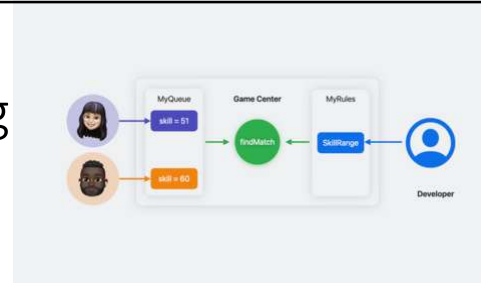 g
MyQueue
Game Center
MyRules
skill = 51
findMatch
SkillRange
skill = 60
Developer